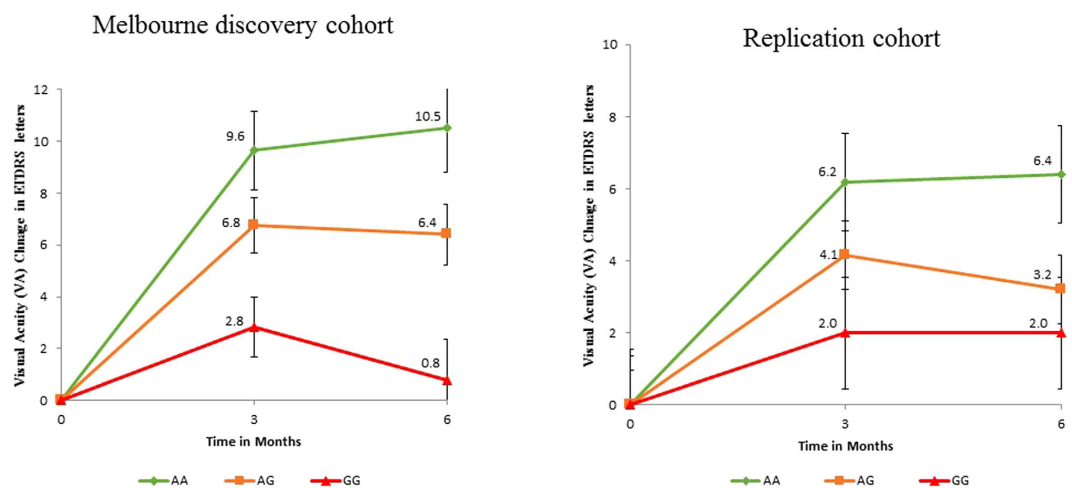 Melbourne discovery cohort
Visual Acuity (VA) Chnage in ETDRS letters
12
10
8
6
4
2
0
9.6
10.5
6.8
6.4
2.8
0.8
0
3
6
Time in Months
AA
AG
GG
Replication cohort
Visual Acuity (VA) Chnage in ETDRS letters
10
8
6
4
2
0
6.2
6.4
4.1
3.2
2.0
2.0
0
3
6
Time in Months
AA
AG
GG